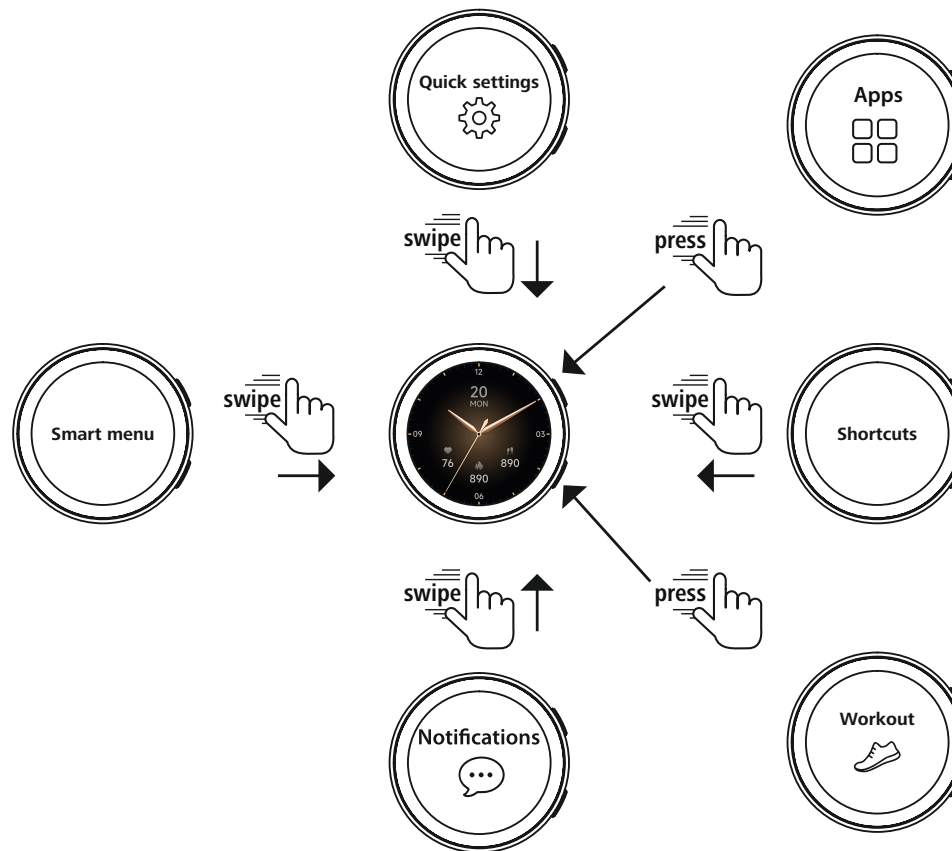 Quick settings
Apps
swipe
press
Smart menu
swipe
12
20
MON
09
03
76
890
890
06
swipe
Shortcuts
swipe
press
Notifications
Workout